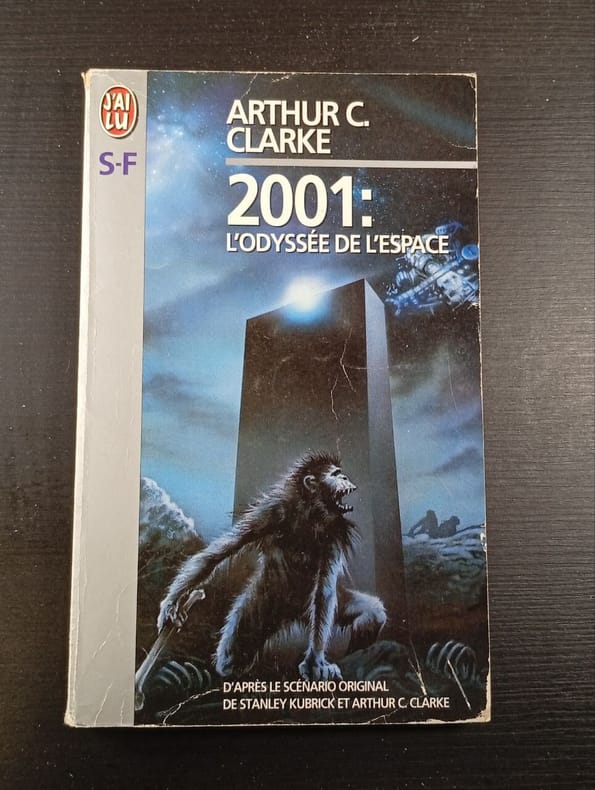 J'AI
LU
S-F
ARTHUR C.
CLARKE
2001:
L'ODYSSÉE DE L'ESPACE
D'APRÈS LE SCÉNARIO ORIGINAL
DE STANLEY KUBRICK ET ARTHUR C. CLARKE